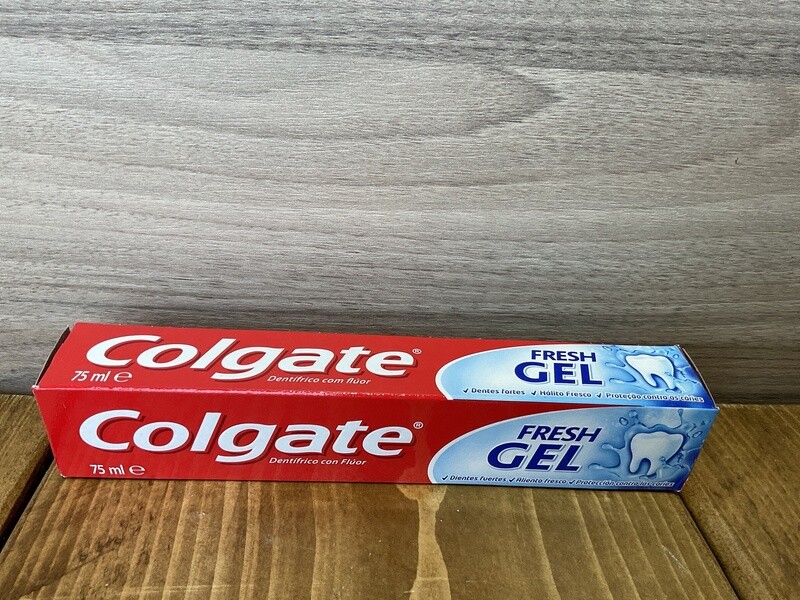 Colgate®
75 ml ℮
Dentífrico com flúor
FRESH
GEL
✓ Dentes fortes ✓ Hálito Fresco ✓ Proteção contra as cáries
Colgate®
75 ml ℮
Dentífrico con Flúor
FRESH
GEL
✓ Dientes fuertes ✓ Aliento fresco ✓ Protección contra las caries